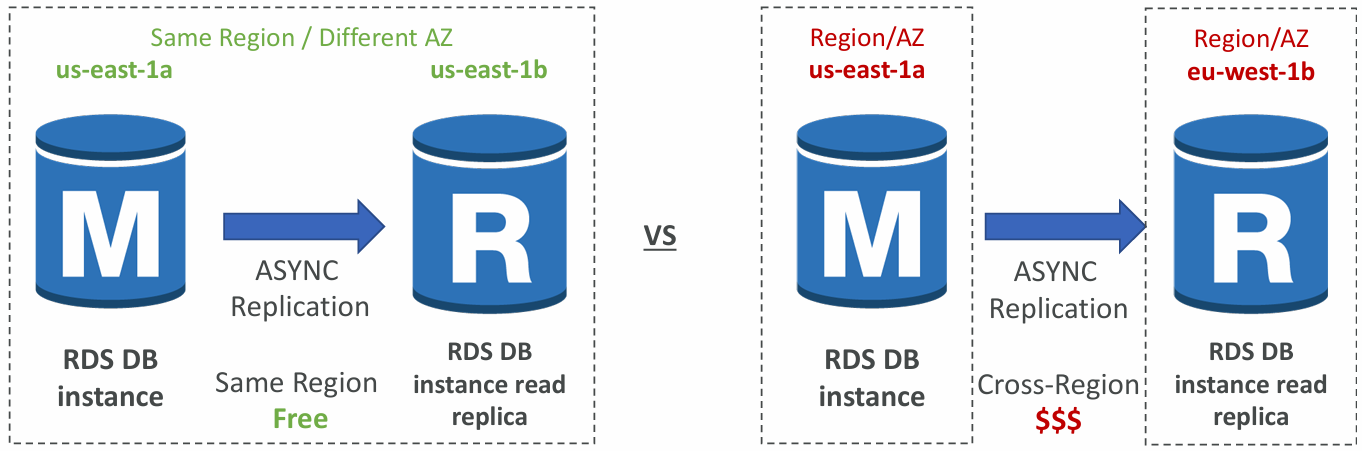 Same Region / Different AZ
us-east-1a
us-east-1b
M
R
ASYNC
Replication
RDS DB
instance
Same Region
Free
RDS DB
instance read
replica
VS
Region/AZ
us-east-1a
Region/AZ
eu-west-1b
M
R
ASYNC
Replication
RDS DB
instance
Cross-Region
$$$
RDS DB
instance read
replica